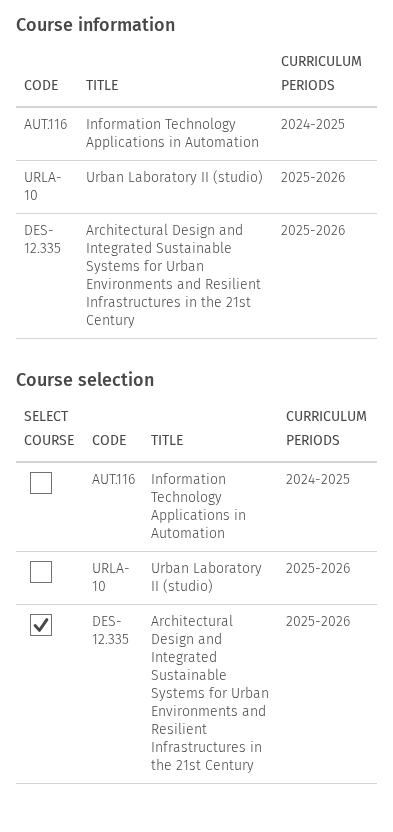 Course information
CODE TITLE CURRICULUM PERIODS
AUT.116 Information Technology Applications in Automation 2024-2025
URLA-10 Urban Laboratory II (studio) 2025-2026
DES-12.335 Architectural Design and Integrated Sustainable Systems for Urban Environments and Resilient Infrastructures in the 21st Century 2025-2026
Course selection
SELECT COURSE CODE TITLE CURRICULUM PERIODS
AUT.116 Information Technology Applications in Automation 2024-2025
URLA-10 Urban Laboratory II (studio) 2025-2026
DES-12.335 Architectural Design and Integrated Sustainable Systems for Urban Environments and Resilient Infrastructures in the 21st Century 2025-2026